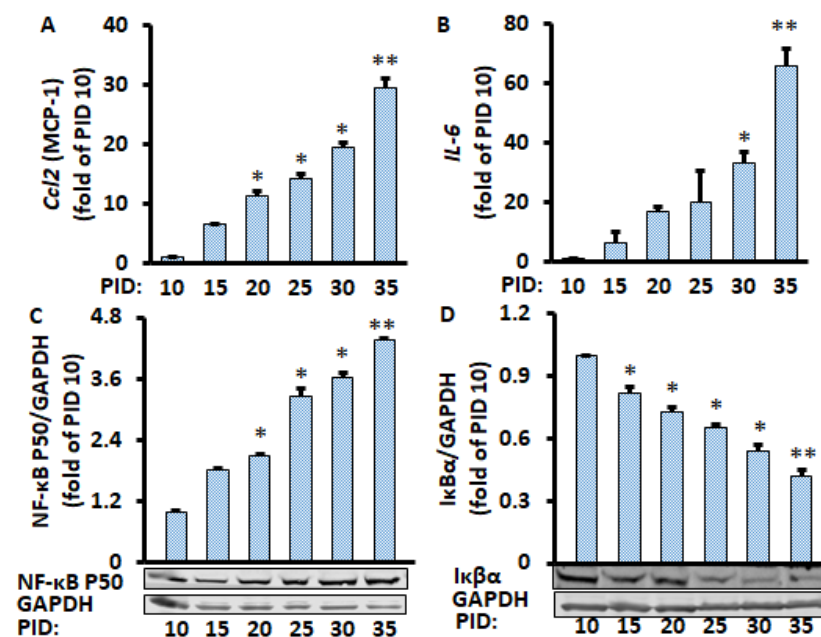 A
Ccl2 (MCP-1)
(fold of PID 10)
40
30
20
10
0
* * * **
PID: 10 15 20 25 30 35
B
IL-6
(fold of PID 10)
80
60
40
20
0
* **
PID: 10 15 20 25 30 35
C
NF-κB P50/GAPDH
(fold of PID 10)
4.8
3.6
2.4
1.2
0
* * * **
NF-κB P50
GAPDH
PID: 10 15 20 25 30 35
D
IκBα/GAPDH
(fold of PID 10)
1.2
0.9
0.6
0.3
0
* * * * **
Iκβα
GAPDH
PID: 10 15 20 25 30 35